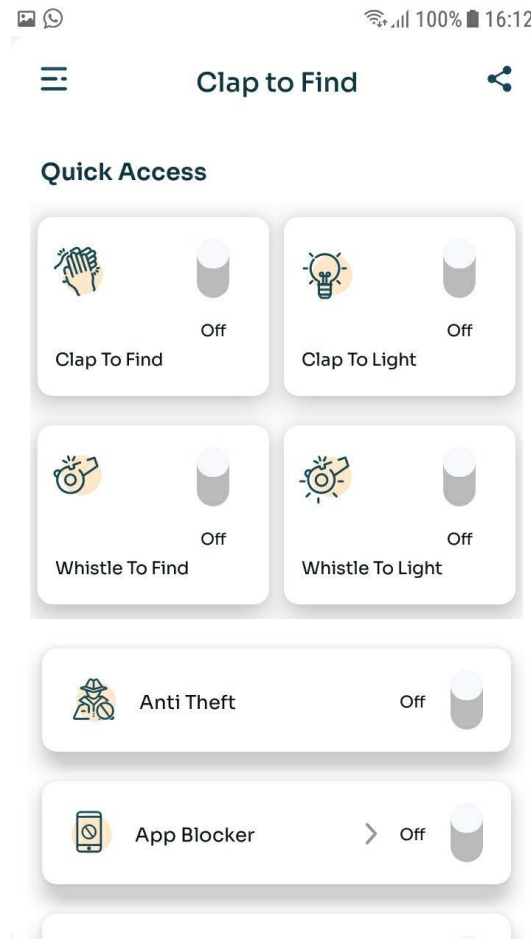 100% 16:12
Clap to Find
Quick Access
Off
Clap To Find
Off
Clap To Light
Off
Whistle To Find
Off
Whistle To Light
Anti Theft Off
App Blocker Off